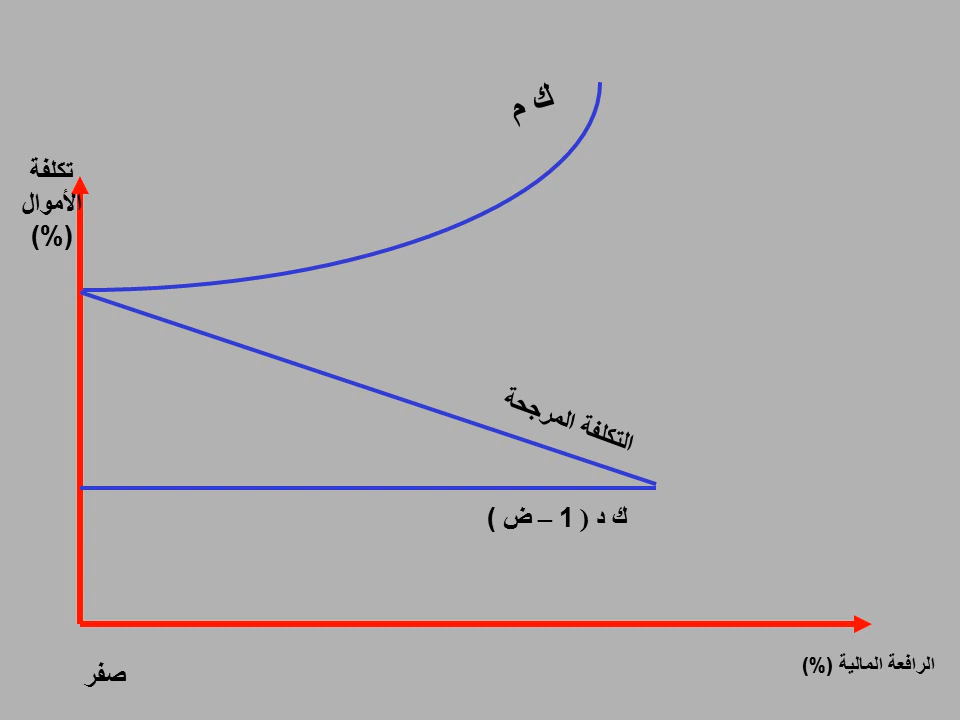 ك م
تكلفة
الأموال
(%)
التكلفة المرجحة
ك د ( 1 – ض )
الرافعة المالية (%)
صفر